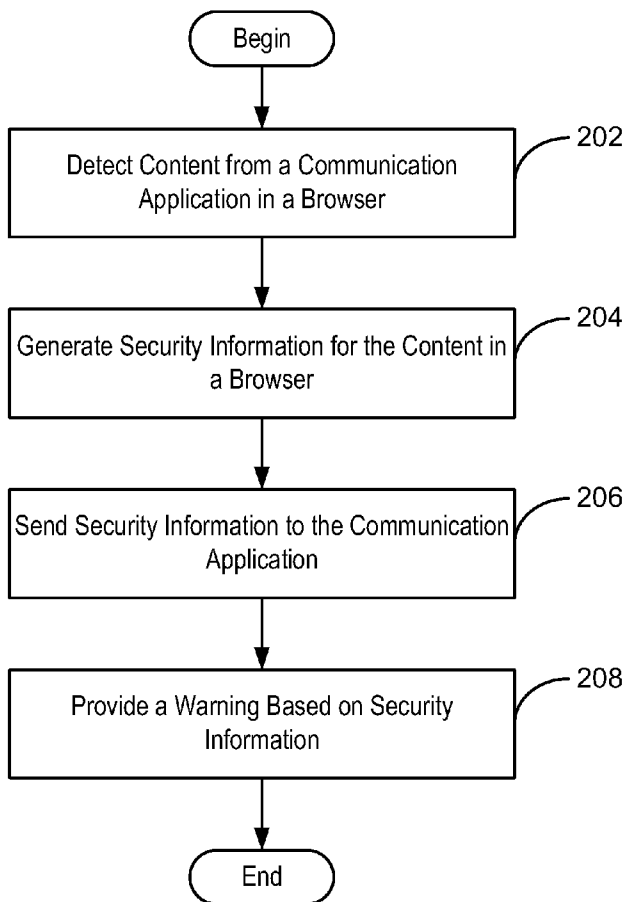 Begin
202
Detect Content from a Communication
Application in a Browser
204
Generate Security Information for the Content in
a Browser
206
Send Security Information to the Communication
Application
208
Provide a Warning Based on Security
Information
End